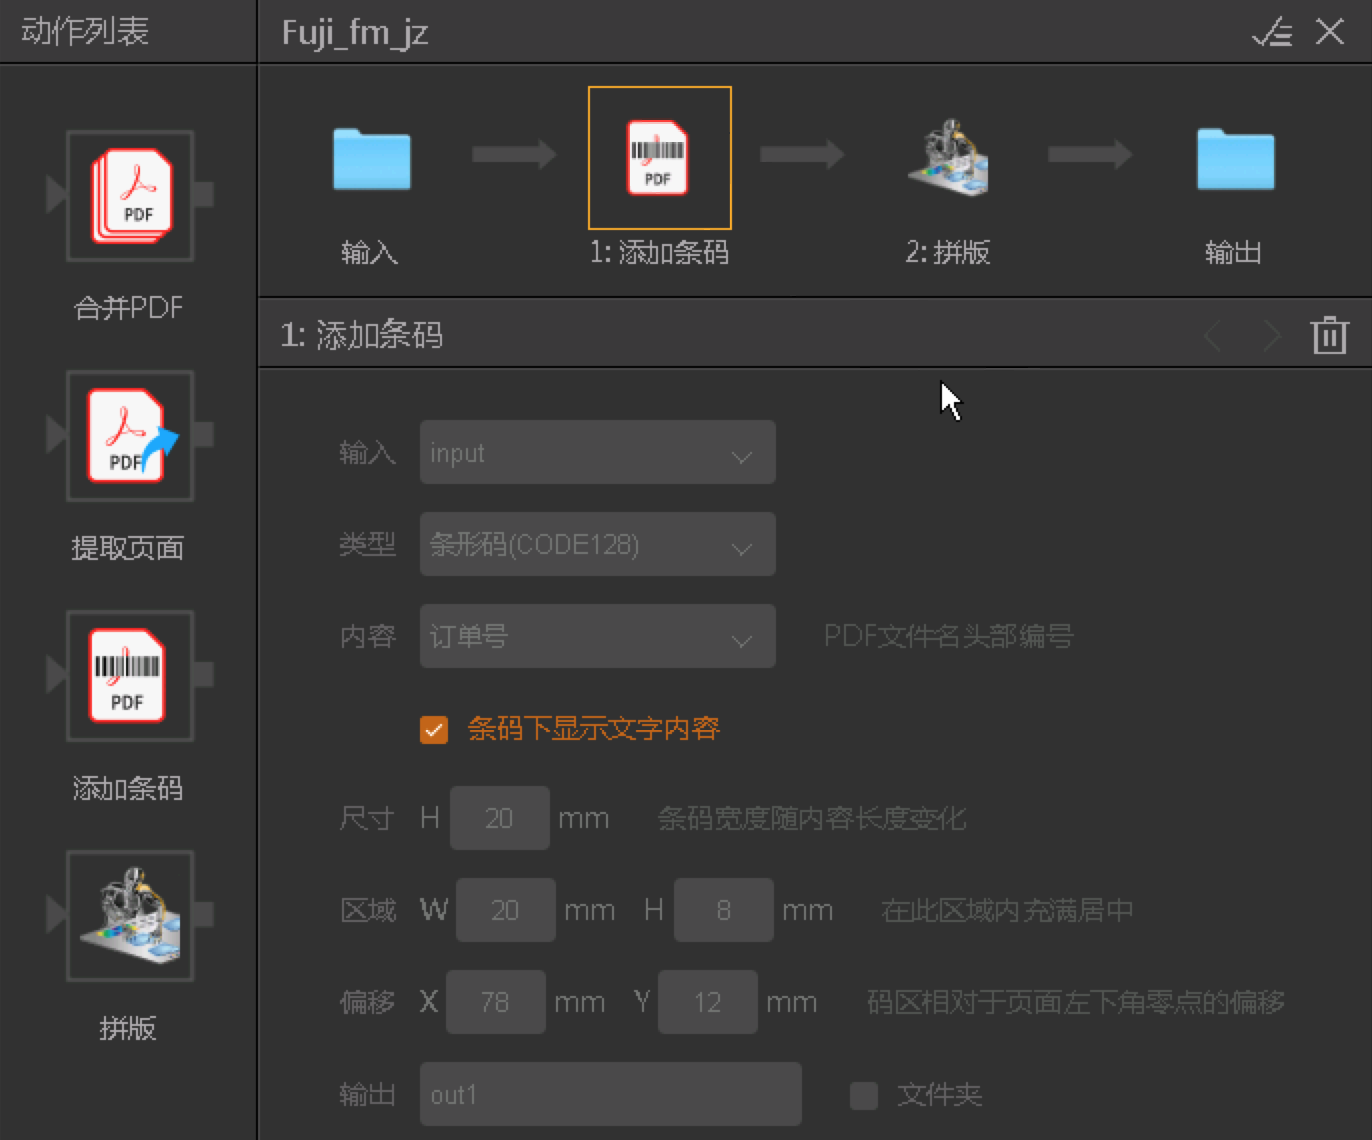 动作列表
Fuji_fm_jz
PDF
合并PDF
PDF
提取页面
PDF
添加条码
拼版
输入
PDF
1: 添加条码
2: 拼版
输出
1: 添加条码
输入 input
类型 条形码(CODE128)
内容 订单号 PDF文件名头部编号
条码下显示文字内容
尺寸 H 20 mm 条码宽度随内容长度变化
区域 W 20 mm H 8 mm 在此区域内充满居中
偏移 X 78 mm Y 12 mm 码区相对于页面左下角零点的偏移
输出 out1 文件夹